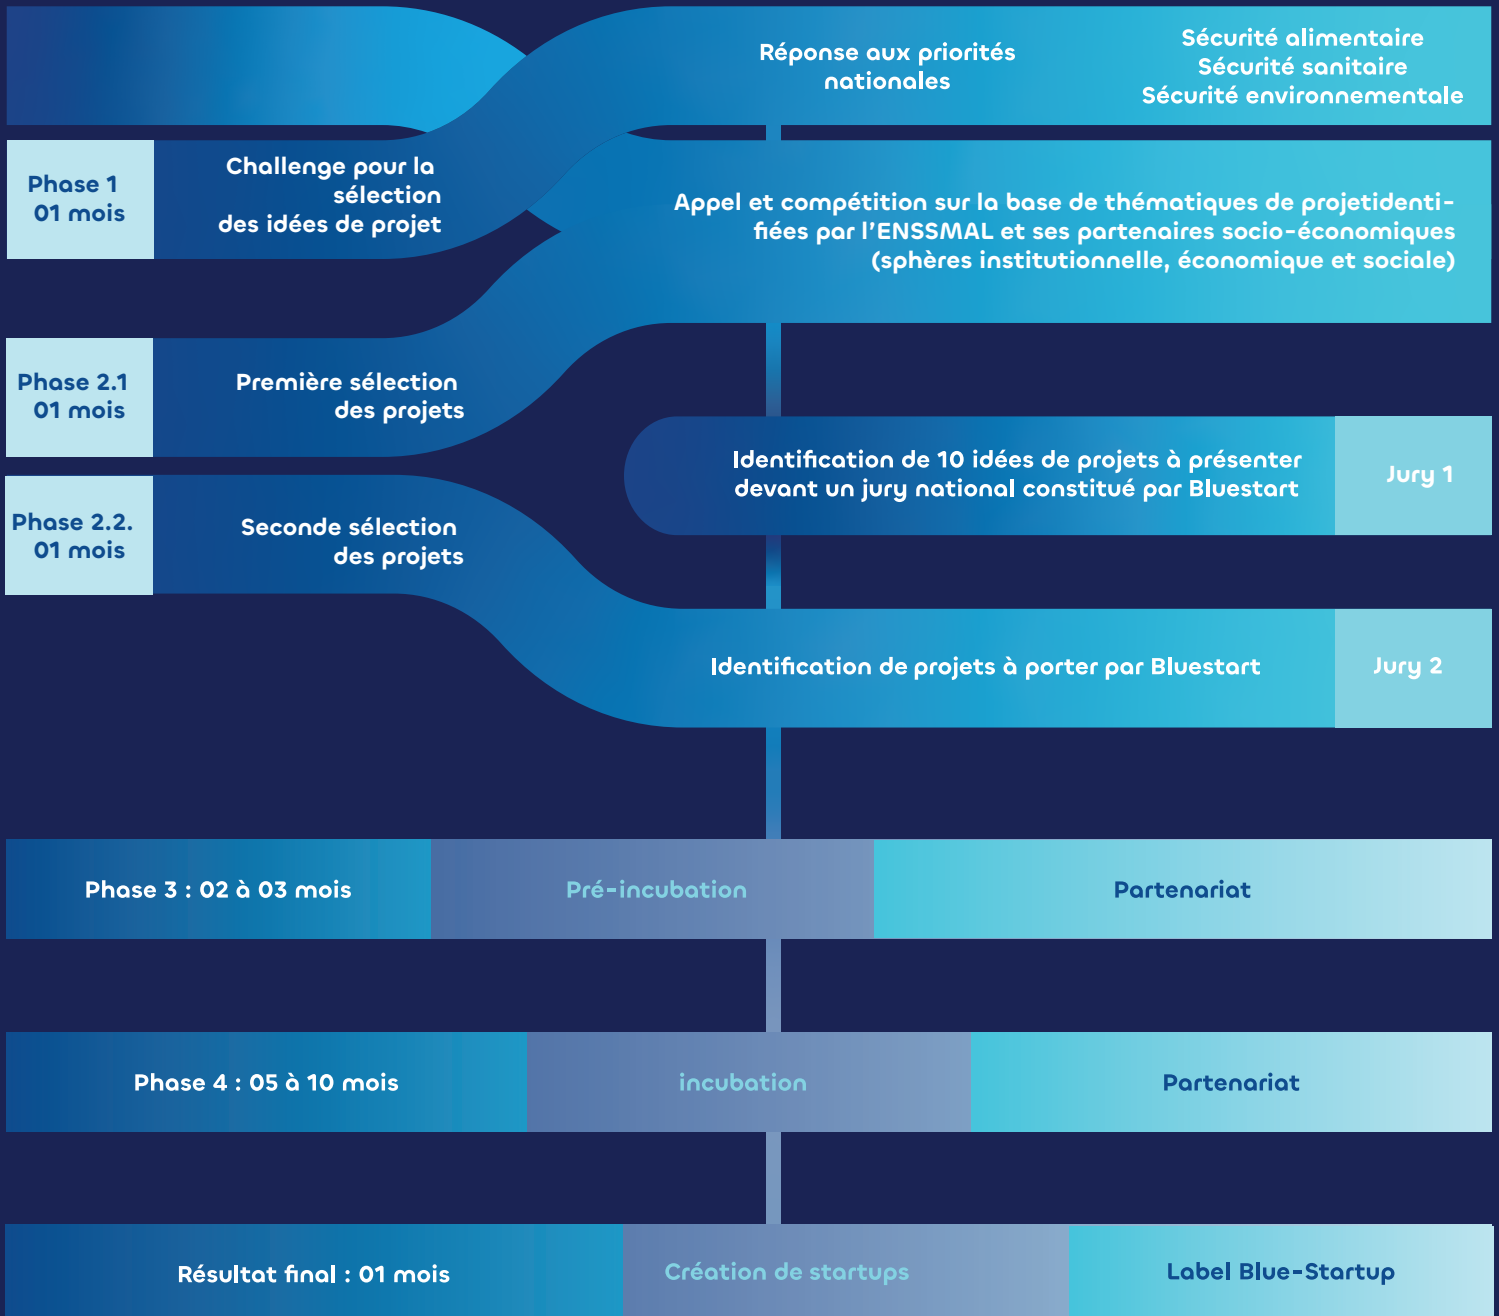 Réponse aux priorités
nationales
Sécurité alimentaire
Sécurité sanitaire
Sécurité environnementale
Phase 1
01 mois
Challenge pour la
sélection
des idées de projet
Appel et compétition sur la base de thématiques de projetidenti-
fiées par l'ENSSMAL et ses partenaires socio-économiques
(sphères institutionnelle, économique et sociale)
Phase 2.1
01 mois
Première sélection
des projets
Identification de 10 idées de projets à présenter
devant un jury national constitué par Bluestart
Jury 1
Phase 2.2.
01 mois
Seconde sélection
des projets
Identification de projets à porter par Bluestart
Jury 2
Phase 3 : 02 à 03 mois
Pré-incubation
Partenariat
Phase 4 : 05 à 10 mois
incubation
Partenariat
Résultat final : 01 mois
Création de startups
Label Blue-Startup